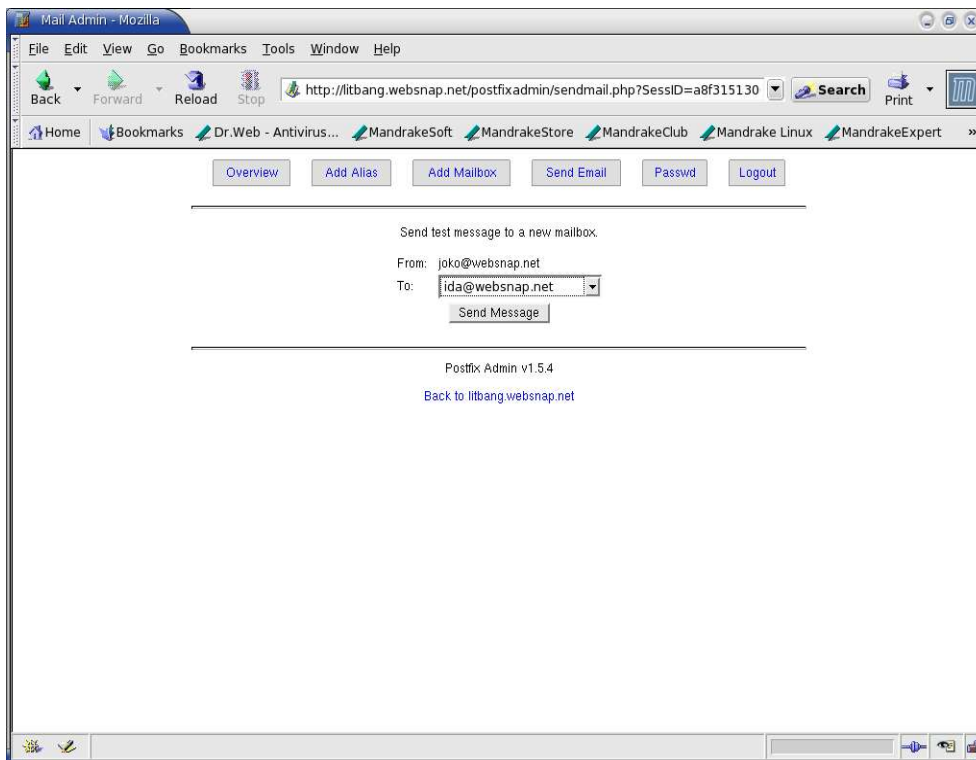 Mail Admin - Mozilla
File Edit View Go Bookmarks Tools Window Help
Back Forward Reload Stop http://litbang.websnap.net/postfixadmin/sendmail.php?SessID=a8f315130 Search Print
Home Bookmarks Dr.Web - Antivirus... MandrakeSoft MandrakeStore MandrakeClub Mandrake Linux MandrakeExpert »
Overview Add Alias Add Mailbox Send Email Passwd Logout
Send test message to a new mailbox.
From: joko@websnap.net
To: ida@websnap.net
Send Message
Postfix Admin v1.5.4
Back to litbang.websnap.net